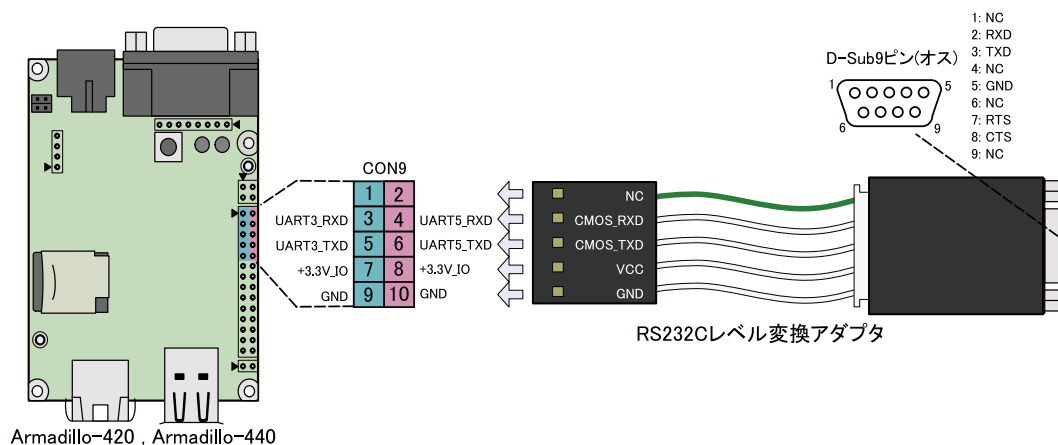 1: NC
2: RXD
3: TXD
4: NC
5: GND
6: NC
7: RTS
8: CTS
9: NC
D-Sub9ピン(オス)
1 5
6 9
CON9
1 2
UART3_RXD 3 4 UART5_RXD
UART3_TXD 5 6 UART5_TXD
+3.3V_IO 7 8 +3.3V_IO
GND 9 10 GND
NC
CMOS_RXD
CMOS_TXD
VCC
GND
RS232Cレベル変換アダプタ
Armadillo-420 , Armadillo-440